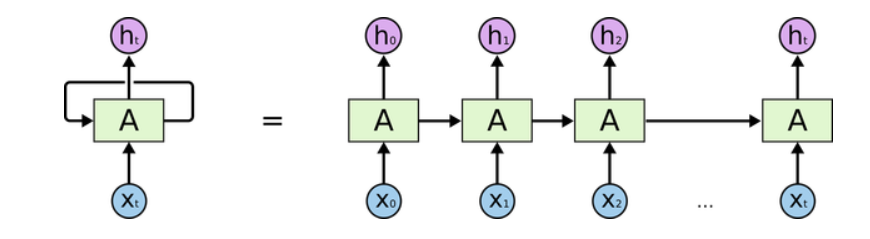 hₜ h₀ h₁ h₂ hₜ
A = A A A A
xₜ x₀ x₁ x₂ ... xₜ